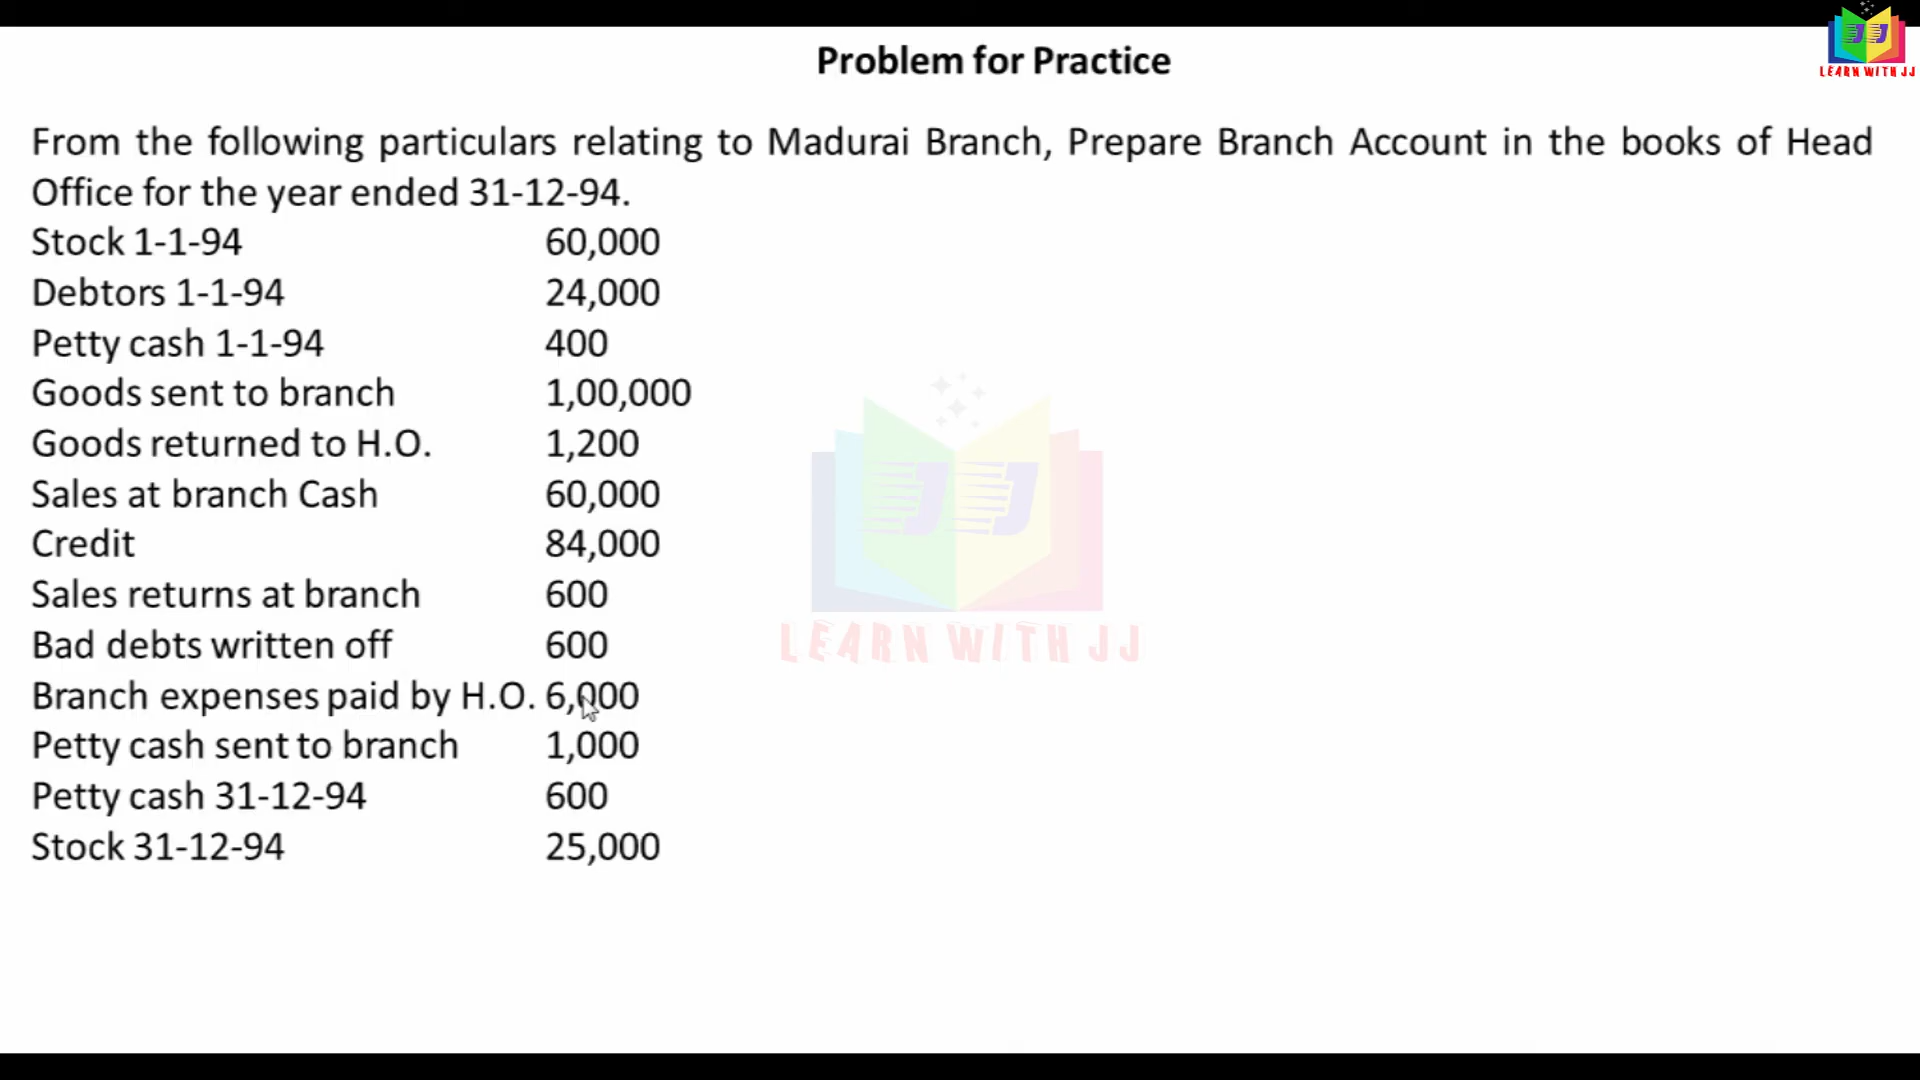 Problem for Practice
LEARN WITH JJ
From the following particulars relating to Madurai Branch, Prepare Branch Account in the books of Head
Office for the year ended 31-12-94.
Stock 1-1-94 60,000
Debtors 1-1-94 24,000
Petty cash 1-1-94 400
Goods sent to branch 1,00,000
Goods returned to H.O. 1,200
Sales at branch Cash 60,000
Credit 84,000
Sales returns at branch 600
Bad debts written off 600
Branch expenses paid by H.O. 6,000
Petty cash sent to branch 1,000
Petty cash 31-12-94 600
Stock 31-12-94 25,000
JJ
LEARN WITH JJ